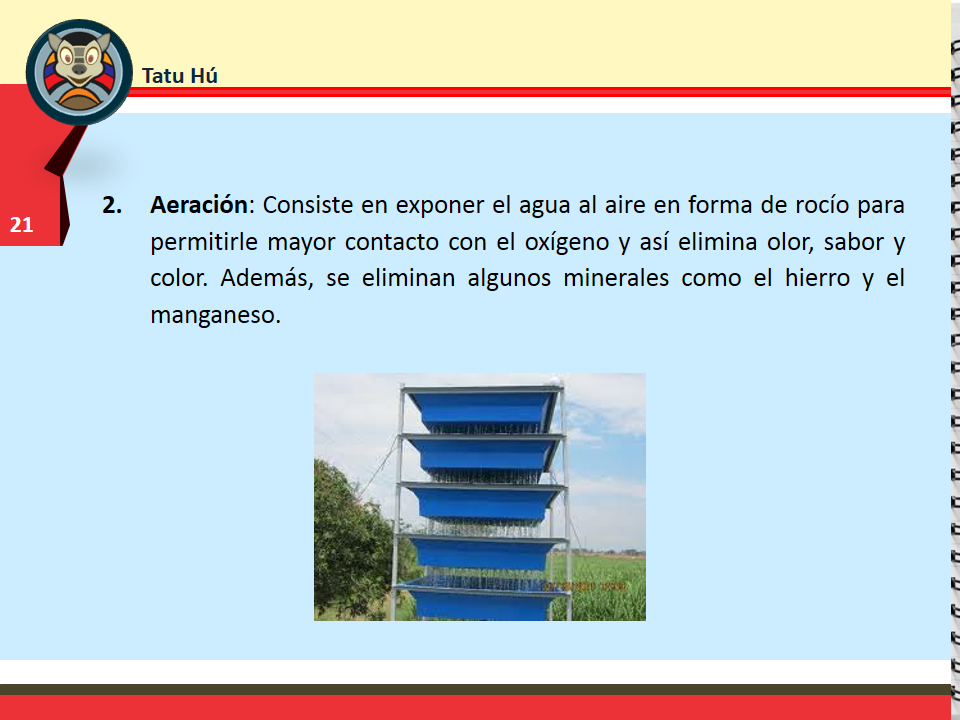 Tatu Hú
21
2. Aeración: Consiste en exponer el agua al aire en forma de rocío para
permitirle mayor contacto con el oxígeno y así elimina olor, sabor y
color. Además, se eliminan algunos minerales como el hierro y el
manganeso.